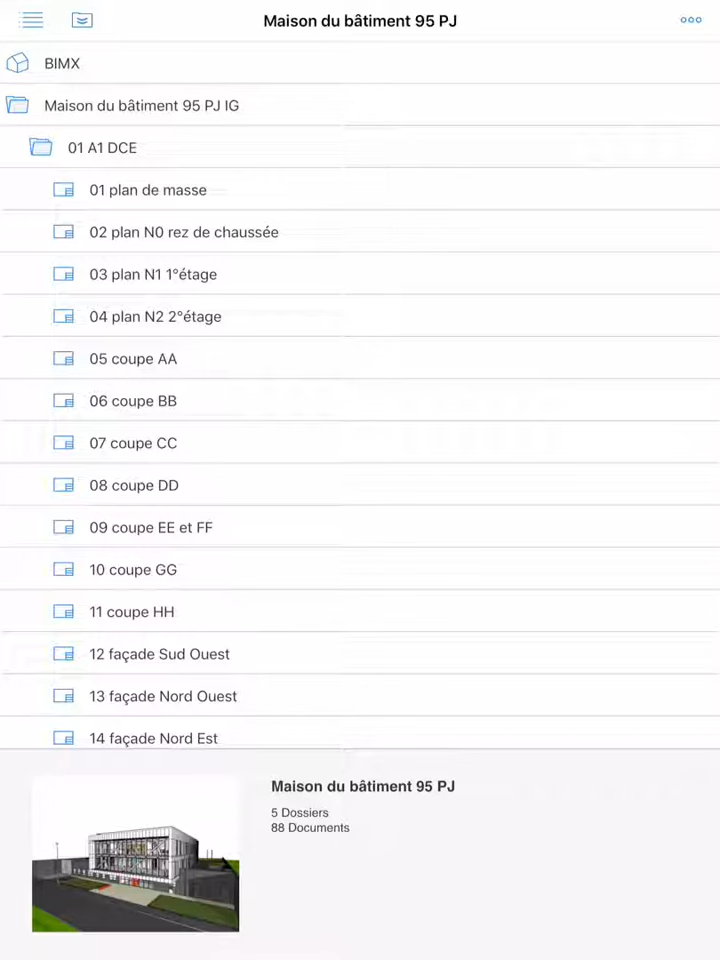 Maison du bâtiment 95 PJ
BIMX
Maison du bâtiment 95 PJ IG
01 A1 DCE
01 plan de masse
02 plan N0 rez de chaussée
03 plan N1 1°étage
04 plan N2 2°étage
05 coupe AA
06 coupe BB
07 coupe CC
08 coupe DD
09 coupe EE et FF
10 coupe GG
11 coupe HH
12 façade Sud Ouest
13 façade Nord Ouest
14 façade Nord Est
Maison du bâtiment 95 PJ
5 Dossiers
88 Documents